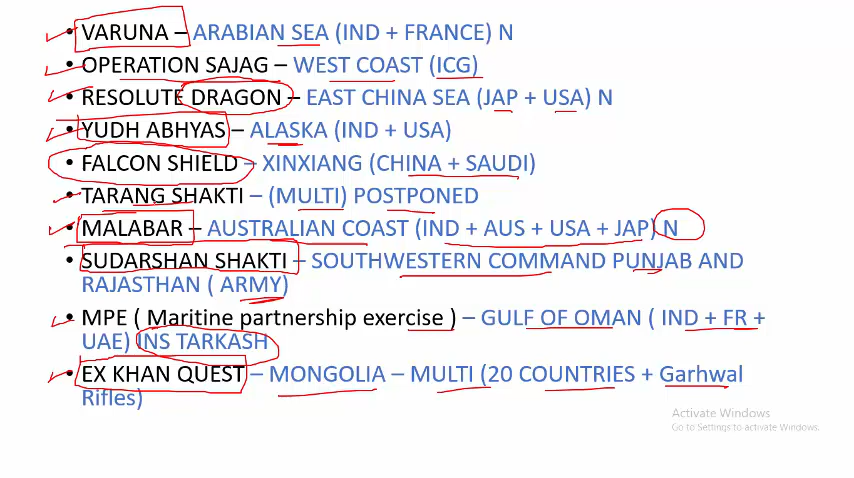 • VARUNA – ARABIAN SEA (IND + FRANCE) N
• OPERATION SAJAG – WEST COAST (ICG)
• RESOLUTE DRAGON – EAST CHINA SEA (JAP + USA) N
• YUDH ABHYAS – ALASKA (IND + USA)
• FALCON SHIELD – XINXIANG (CHINA + SAUDI)
• TARANG SHAKTI – (MULTI) POSTPONED
• MALABAR – AUSTRALIAN COAST (IND + AUS + USA + JAP) N
• SUDARSHAN SHAKTI – SOUTHWESTERN COMMAND PUNJAB AND
RAJASTHAN ( ARMY)
• MPE ( Maritine partnership exercise ) – GULF OF OMAN ( IND + FR +
UAE) INS TARKASH
• EX KHAN QUEST – MONGOLIA – MULTI (20 COUNTRIES + Garhwal
Rifles)
Activate Windows
Go to Settings to activate Windows.